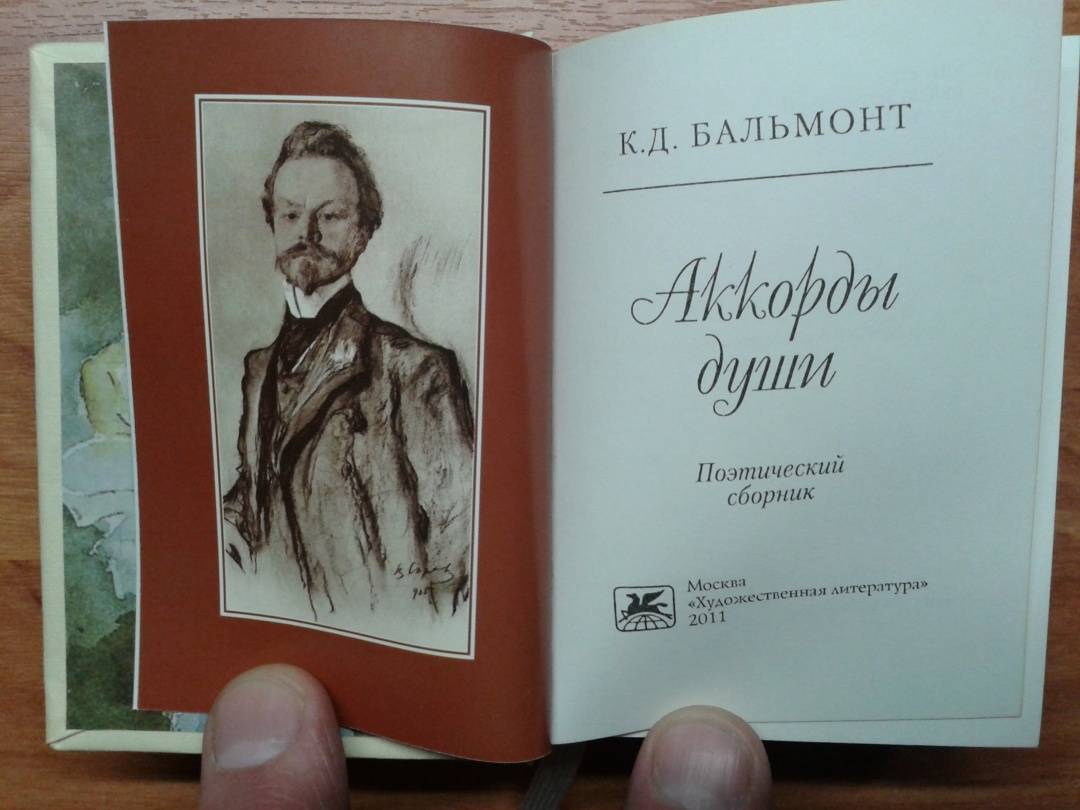 К.Д. БАЛЬМОНТ
Аккорды
души
Поэтический
сборник
Москва
«Художественная литература»
2011